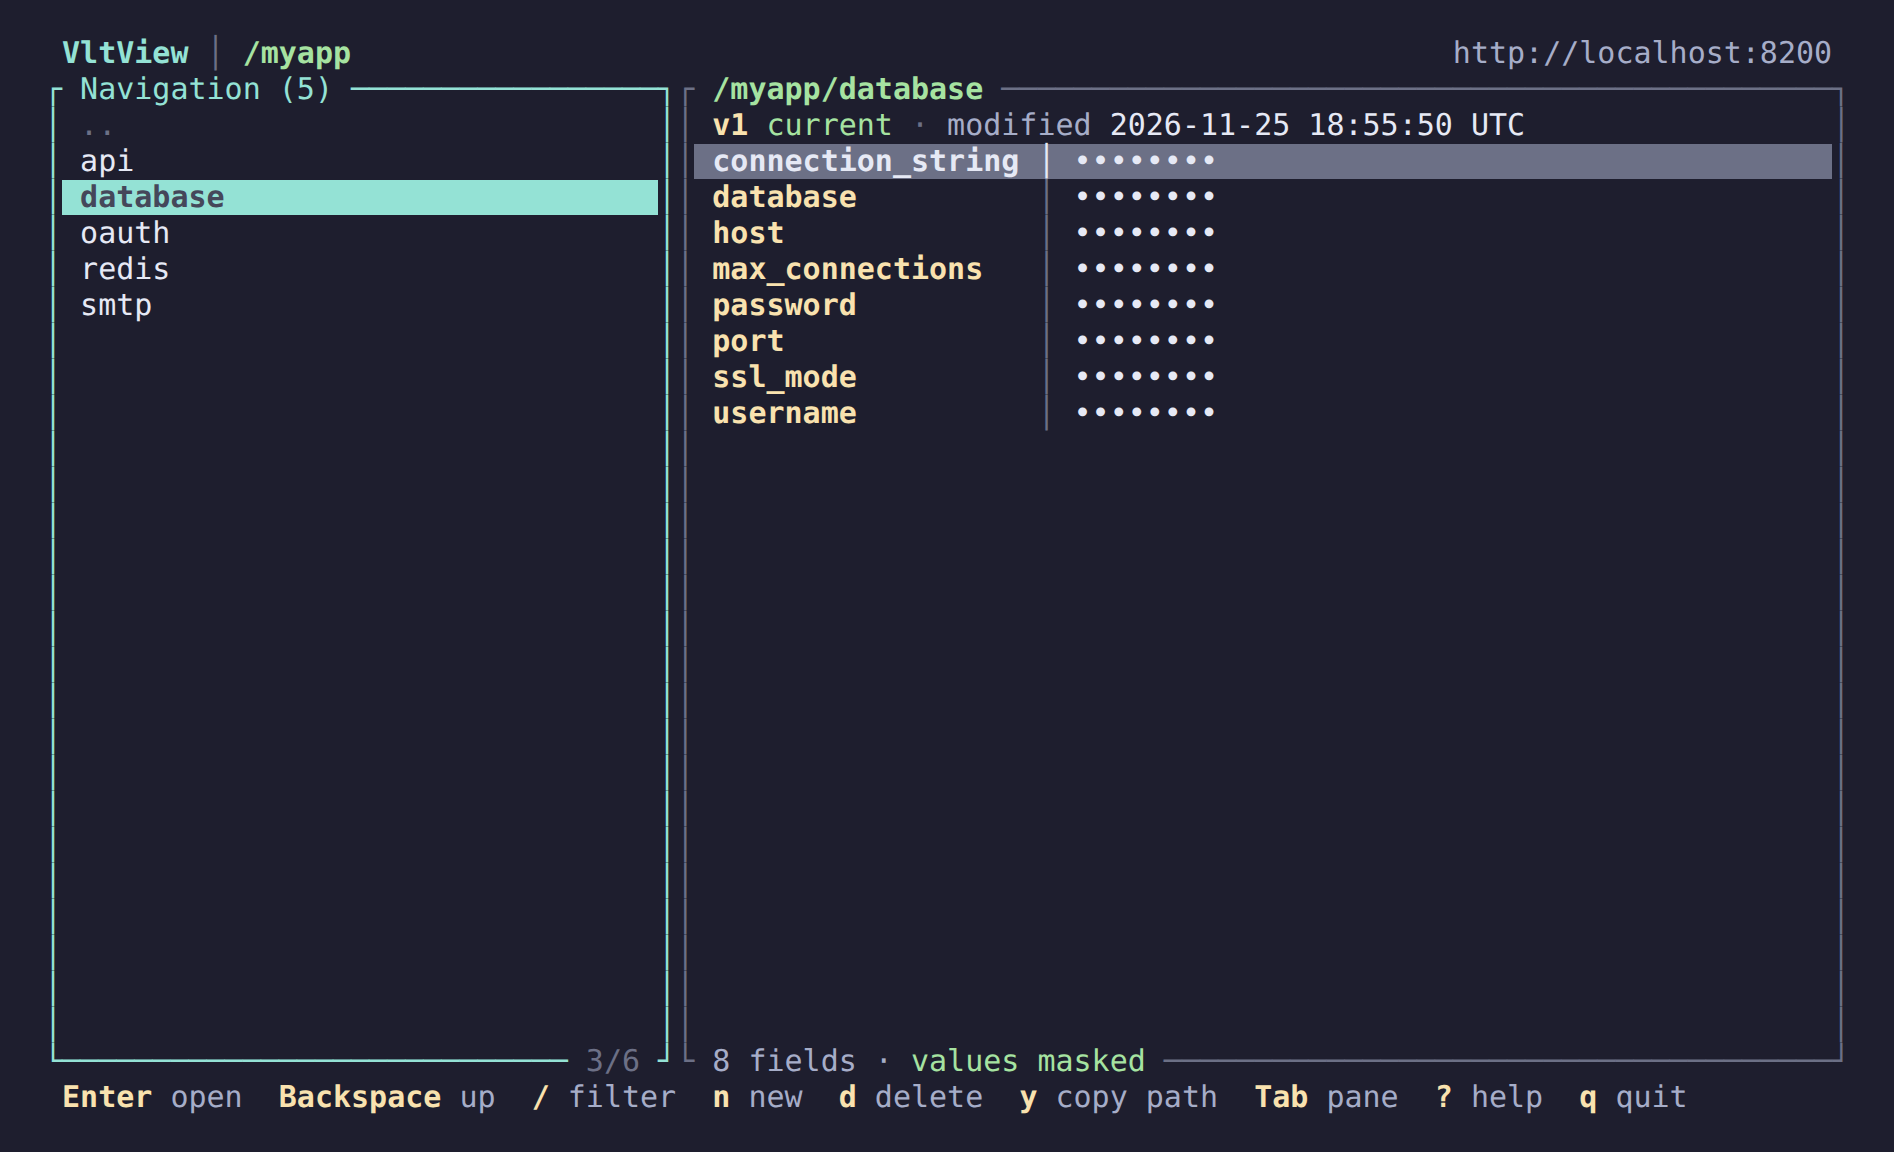 VltView │ /myapp http://localhost:8200
Navigation (5)
..
api
database
oauth
redis
smtp
3/6
/myapp/database
v1 current · modified 2026-11-25 18:55:50 UTC
connection_string │ ••••••••
database │ ••••••••
host │ ••••••••
max_connections │ ••••••••
password │ ••••••••
port │ ••••••••
ssl_mode │ ••••••••
username │ ••••••••
8 fields · values masked
Enter open Backspace up / filter n new d delete y copy path Tab pane ? help q quit